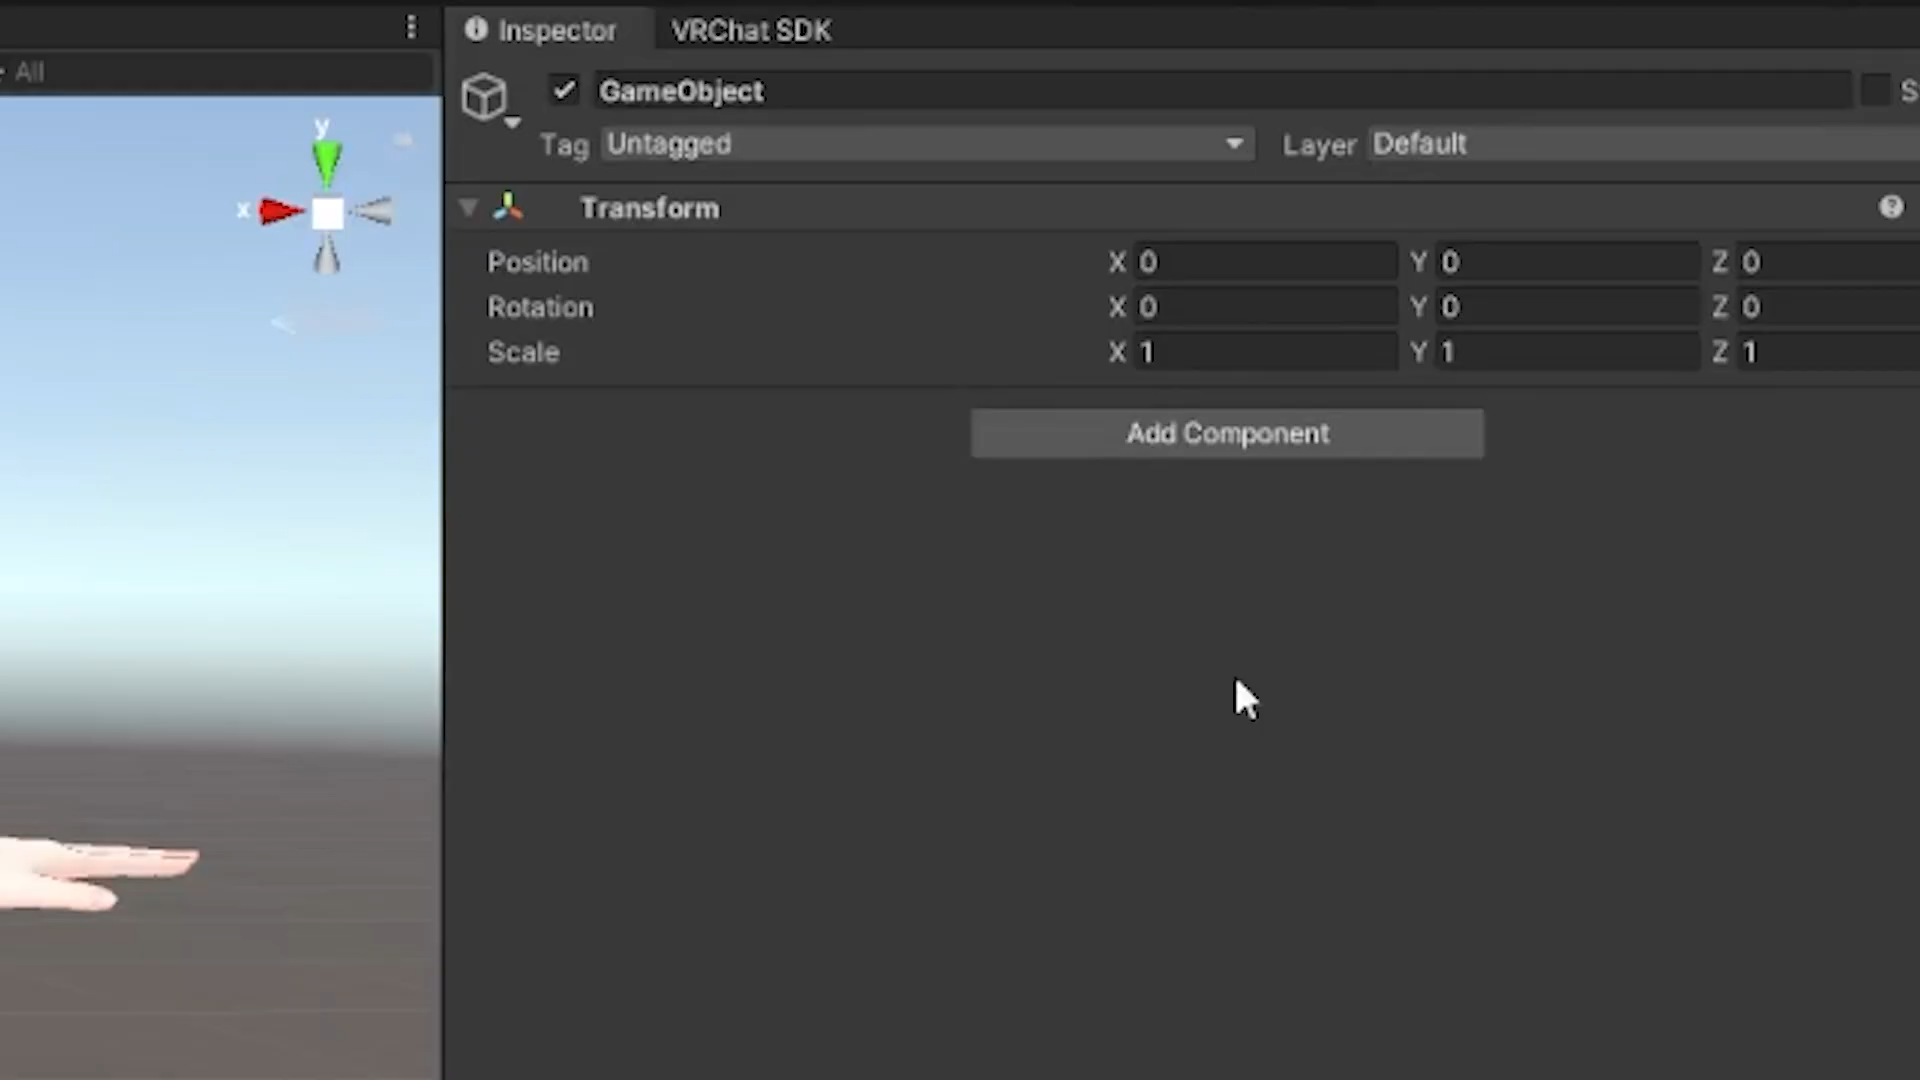 All
Inspector
VRChat SDK
GameObject
S
Tag Untagged
Layer Default
Transform
Position X 0 Y 0 Z 0
Rotation X 0 Y 0 Z 0
Scale X 1 Y 1 Z 1
Add Component
y
x